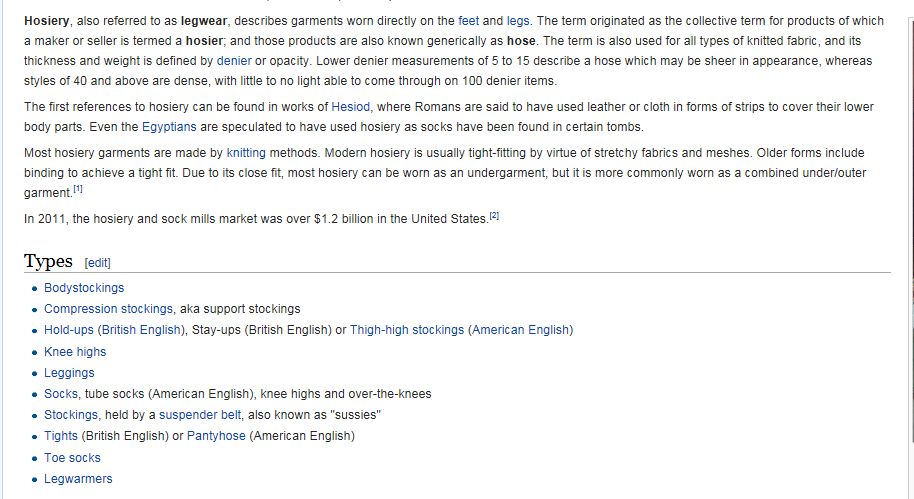 Hosiery, also referred to as legwear, describes garments worn directly on the feet and legs. The term originated as the collective term for products of which
a maker or seller is termed a hosier; and those products are also known generically as hose. The term is also used for all types of knitted fabric, and its
thickness and weight is defined by denier or opacity. Lower denier measurements of 5 to 15 describe a hose which may be sheer in appearance, whereas
styles of 40 and above are dense, with little to no light able to come through on 100 denier items.
The first references to hosiery can be found in works of Hesiod, where Romans are said to have used leather or cloth in forms of strips to cover their lower
body parts. Even the Egyptians are speculated to have used hosiery as socks have been found in certain tombs.
Most hosiery garments are made by knitting methods. Modern hosiery is usually tight-fitting by virtue of stretchy fabrics and meshes. Older forms include
binding to achieve a tight fit. Due to its close fit, most hosiery can be worn as an undergarment, but it is more commonly worn as a combined under/outer
garment.[1]
In 2011, the hosiery and sock mills market was over $1.2 billion in the United States.[2]
Types [edit]
• Bodystockings
• Compression stockings, aka support stockings
• Hold-ups (British English), Stay-ups (British English) or Thigh-high stockings (American English)
• Knee highs
• Leggings
• Socks, tube socks (American English), knee highs and over-the-knees
• Stockings, held by a suspender belt, also known as "sussies"
• Tights (British English) or Pantyhose (American English)
• Toe socks
• Legwarmers